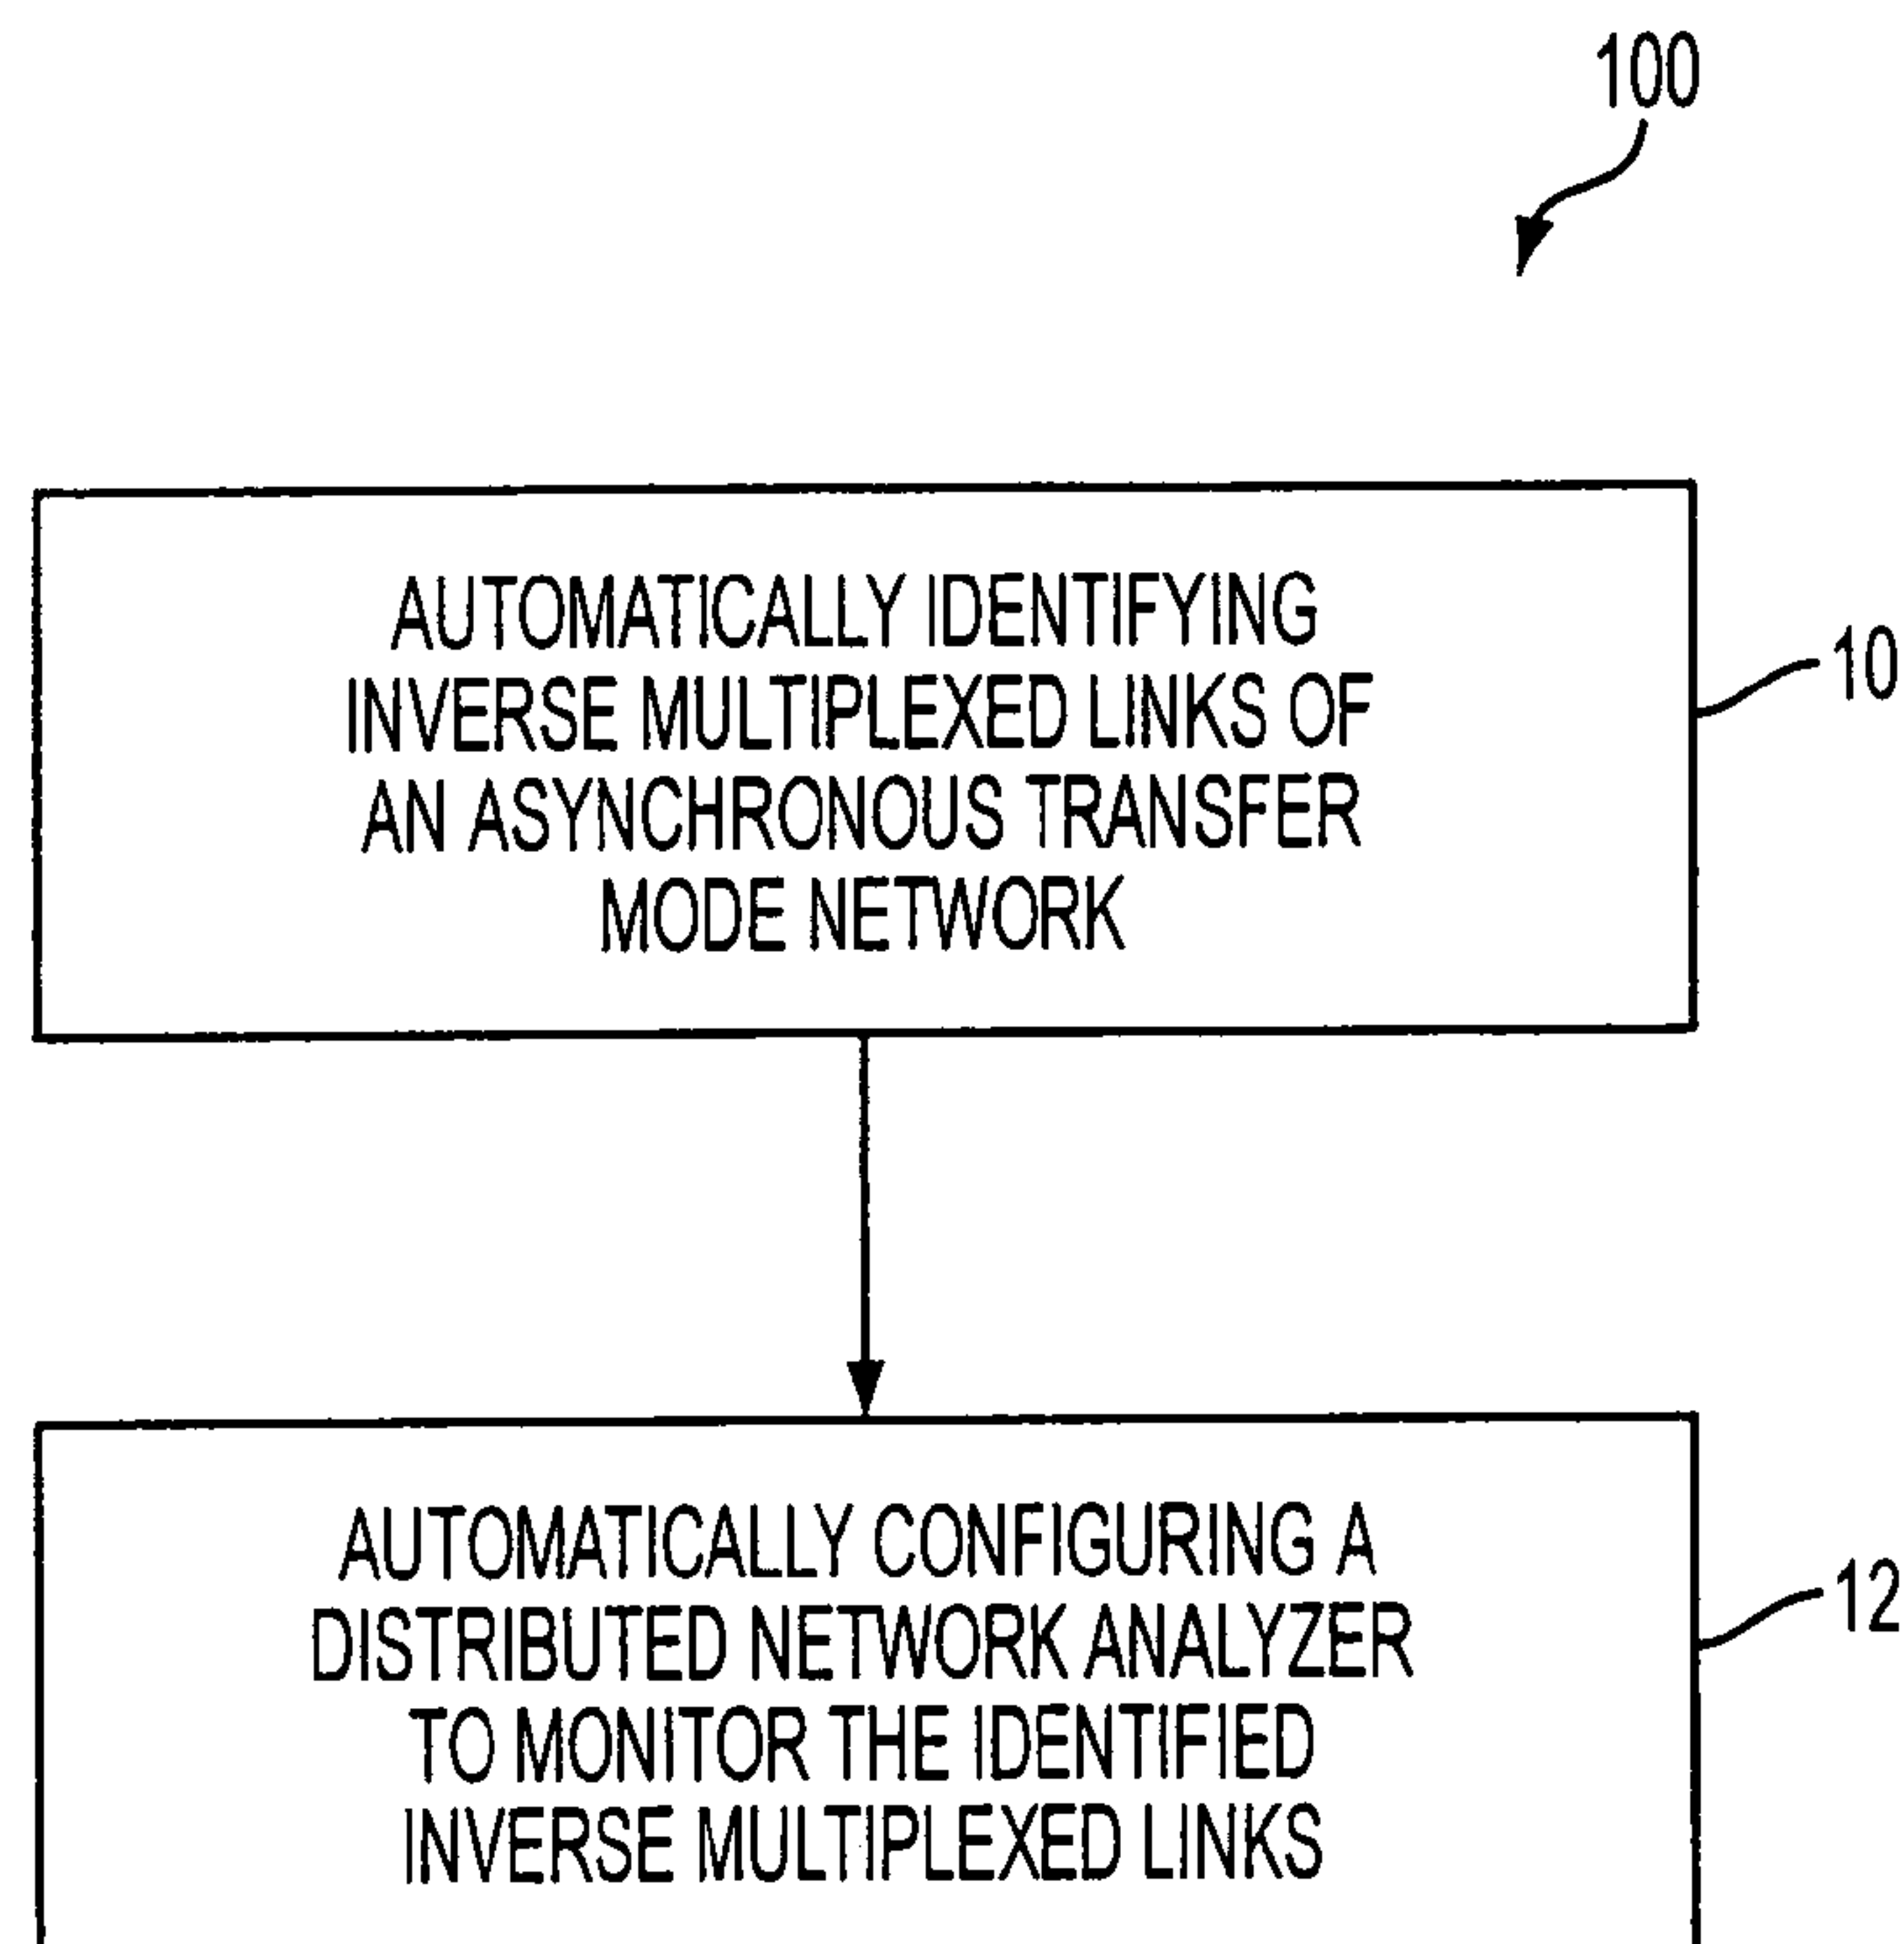 100
AUTOMATICALLY IDENTIFYING
INVERSE MULTIPLEXED LINKS OF
AN ASYNCHRONOUS TRANSFER
MODE NETWORK
10
AUTOMATICALLY CONFIGURING A
DISTRIBUTED NETWORK ANALYZER
TO MONITOR THE IDENTIFIED
INVERSE MULTIPLEXED LINKS
12